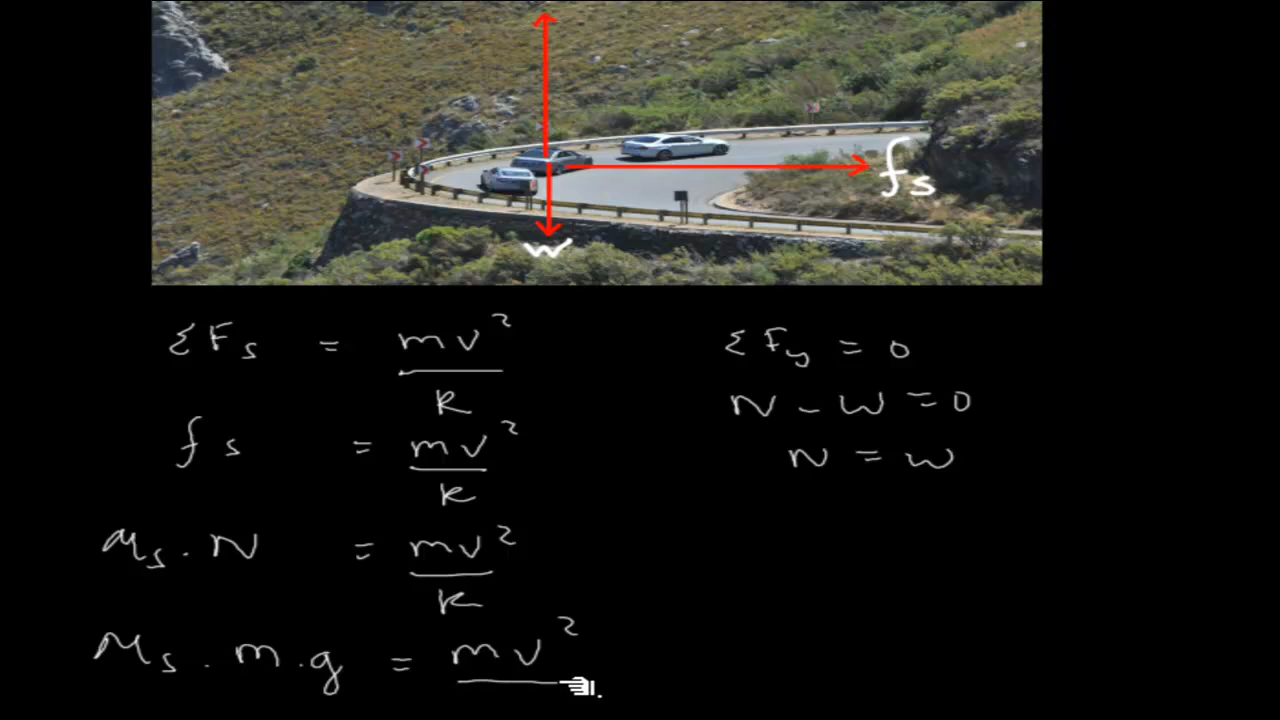 fs
w
ΣFs = mv²/R
ΣFy = 0
N - W = 0
fs = mv²/R
N = W
μs . N = mv²/R
μs . m . g = mv²